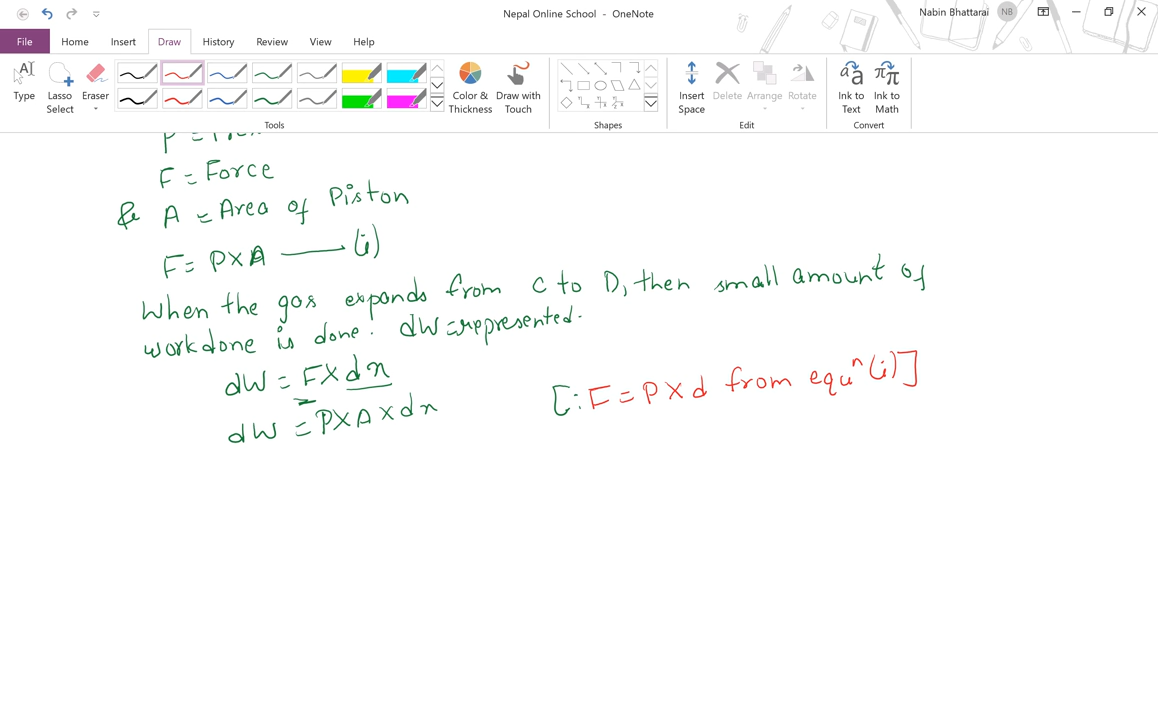 Nepal Online School - OneNote
Nabin Bhattarai NB
File Home Insert Draw History Review View Help
Type
Lasso Select
Eraser
Color & Thickness
Draw with Touch
Insert Space
Delete
Arrange
Rotate
Ink to Text
Ink to Math
Tools
Shapes
Edit
Convert
F = Force
& A = Area of Piston
F = P×A —— (i)
When the gas expands from C to D, then small amount of
workdone is done. dW = represented.
dW = F×dx
dW = P×A×dx
[∵ F = P×d from equⁿ (i)]